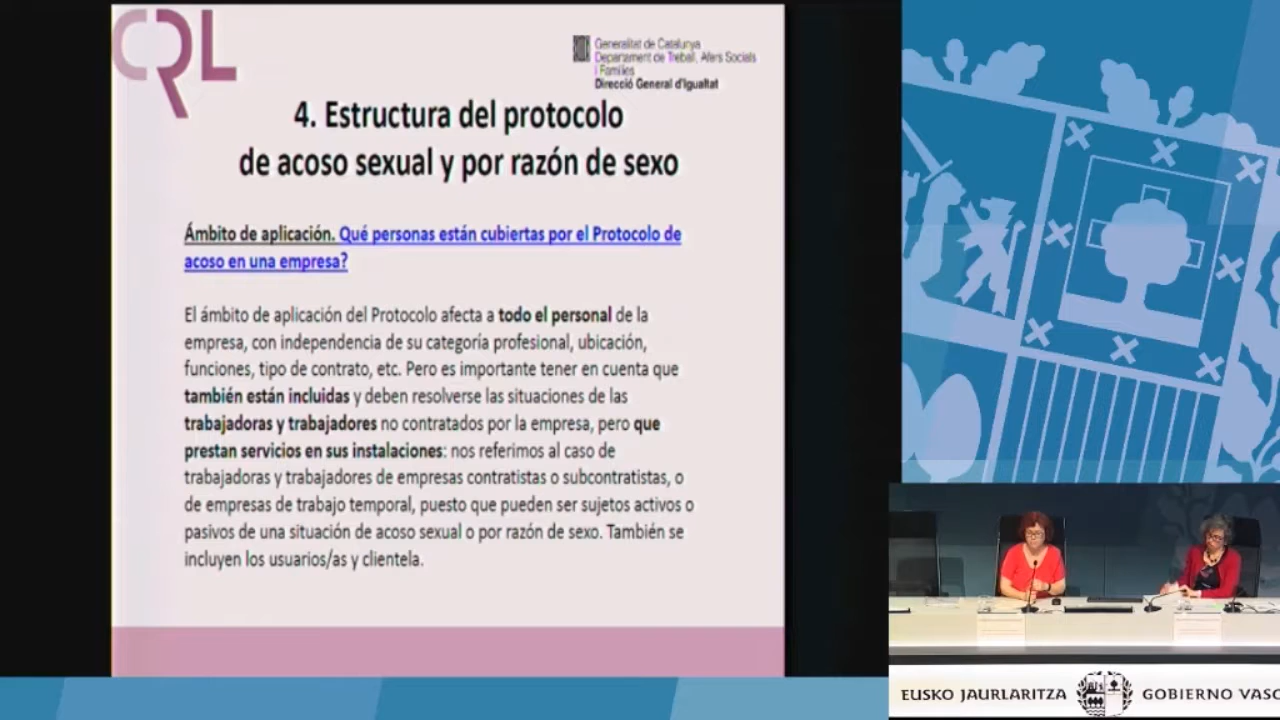 CRL
Generalitat de Catalunya
Departament de Treball, Afers Socials
i Famílies
Direcció General d'Igualtat
4. Estructura del protocolo
de acoso sexual y por razón de sexo
Ámbito de aplicación. Qué personas están cubiertas por el Protocolo de
acoso en una empresa?
El ámbito de aplicación del Protocolo afecta a todo el personal de la
empresa, con independencia de su categoría profesional, ubicación,
funciones, tipo de contrato, etc. Pero es importante tener en cuenta que
también están incluidas y deben resolverse las situaciones de las
trabajadoras y trabajadores no contratados por la empresa, pero que
prestan servicios en sus instalaciones: nos referimos al caso de
trabajadoras y trabajadores de empresas contratistas o subcontratistas, o
de empresas de trabajo temporal, puesto que pueden ser sujetos activos o
pasivos de una situación de acoso sexual o por razón de sexo. También se
incluyen los usuarios/as y clientela.
EUSKO JAURLARITZA GOBIERNO VASC